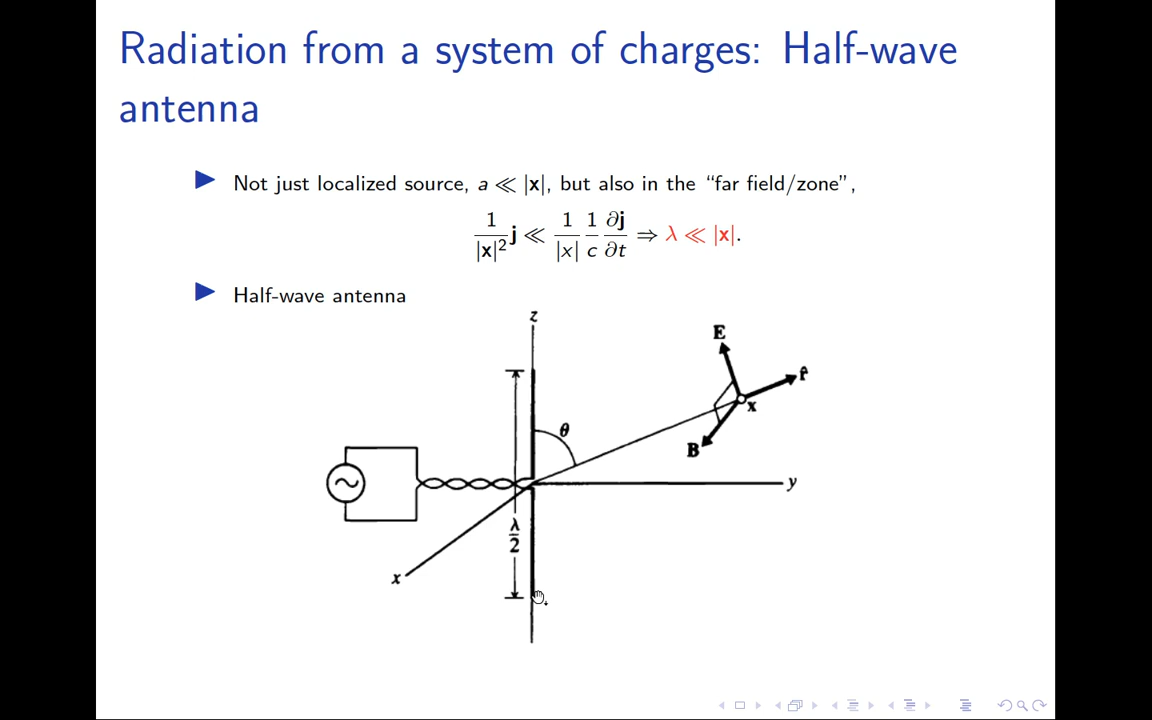 Radiation from a system of charges: Half-wave
antenna
▶ Not just localized source, a ≪ |x|, but also in the “far field/zone”,
1/|x|² j ≪ 1/|x| 1/c ∂j/∂t ⇒ λ ≪ |x|.
▶ Half-wave antenna
z
E
r̂
x
θ
B
y
λ/2
x